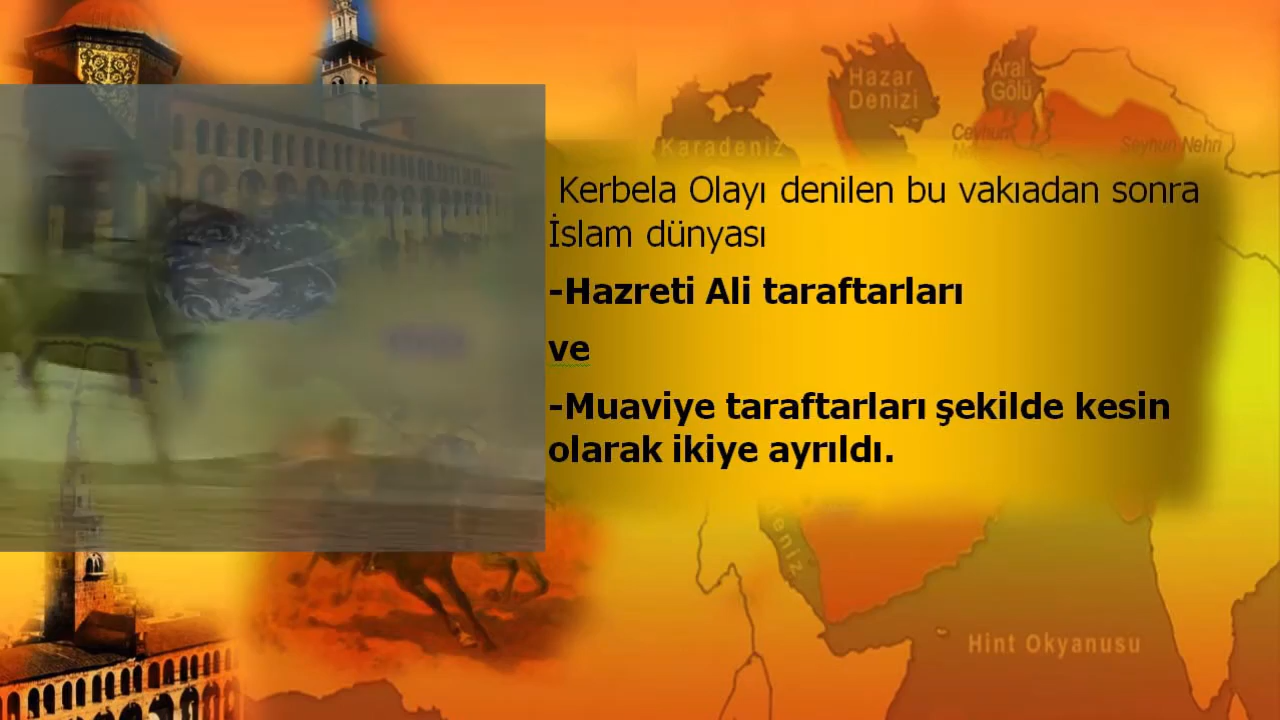 Hazar
Denizi
Aral
Gölü
Karadeniz
Ceyhun
Seyhun Nehri
Kerbela Olayı denilen bu vakıadan sonra
İslam dünyası
-Hazreti Ali taraftarları
ve
-Muaviye taraftarları şekilde kesin
olarak ikiye ayrıldı.
Hint Okyanusu